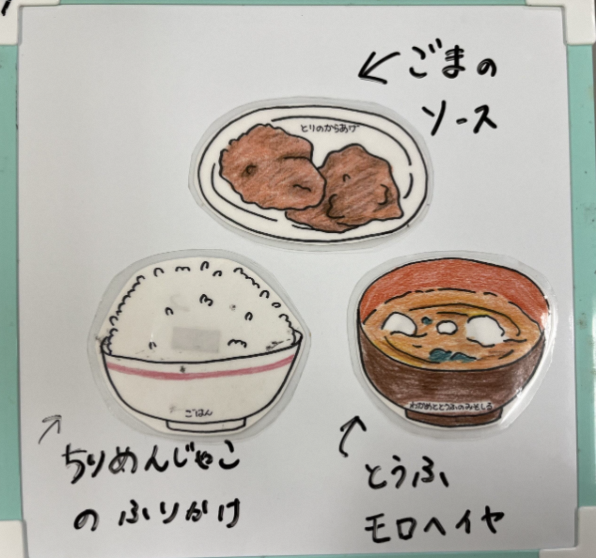 ごまの
ソース
とりのからあげ
ごはん
わかめととうふのみそしる
ちりめんじゃこ
のふりかけ
とうふ
モロヘイヤ